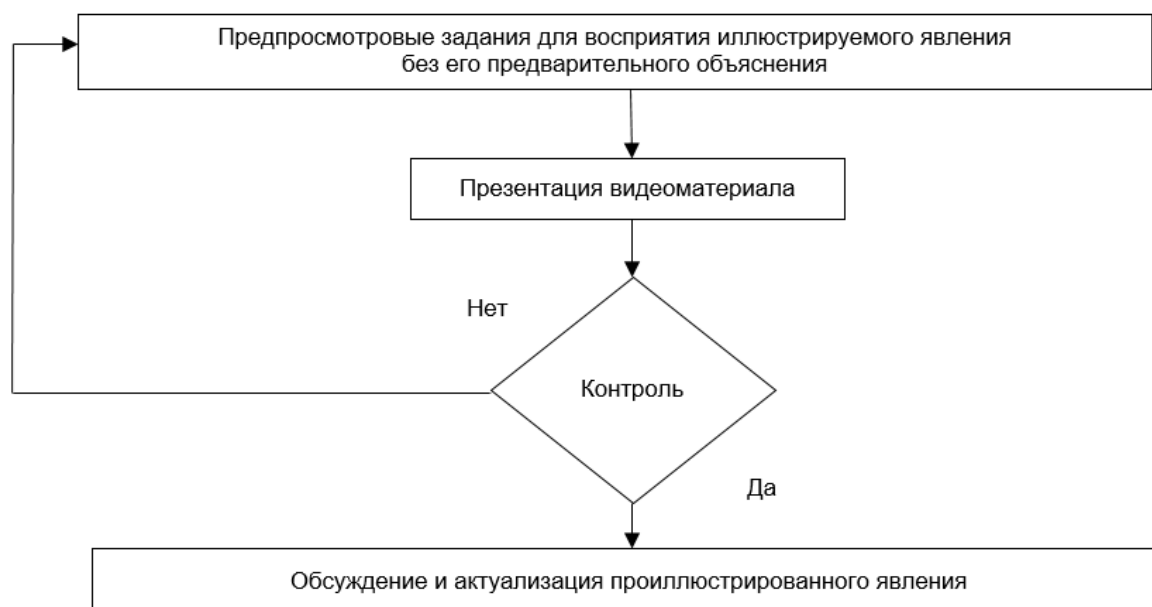 Предпросмотровые задания для восприятия иллюстрируемого явления
без его предварительного объяснения
Презентация видеоматериала
Нет
Контроль
Да
Обсуждение и актуализация проиллюстрированного явления